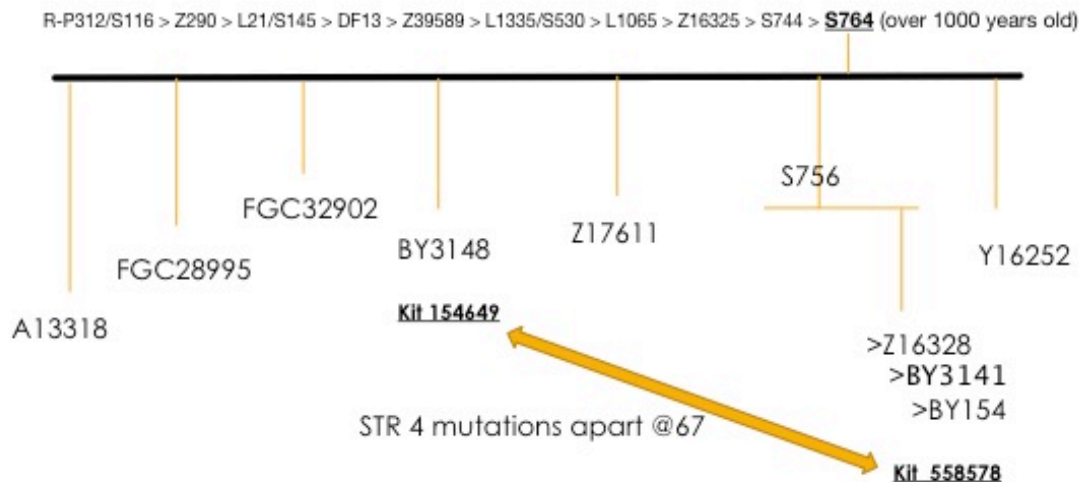 R-P312/S116 > Z290 > L21/S145 > DF13 > Z39589 > L1335/S530 > L1065 > Z16325 > S744 > S764 (over 1000 years old)
S756
FGC32902
Z17611
BY3148
Y16252
FGC28995
Kit 154649
A13318
>Z16328
>BY3141
>BY154
STR 4 mutations apart @67
Kit 558578